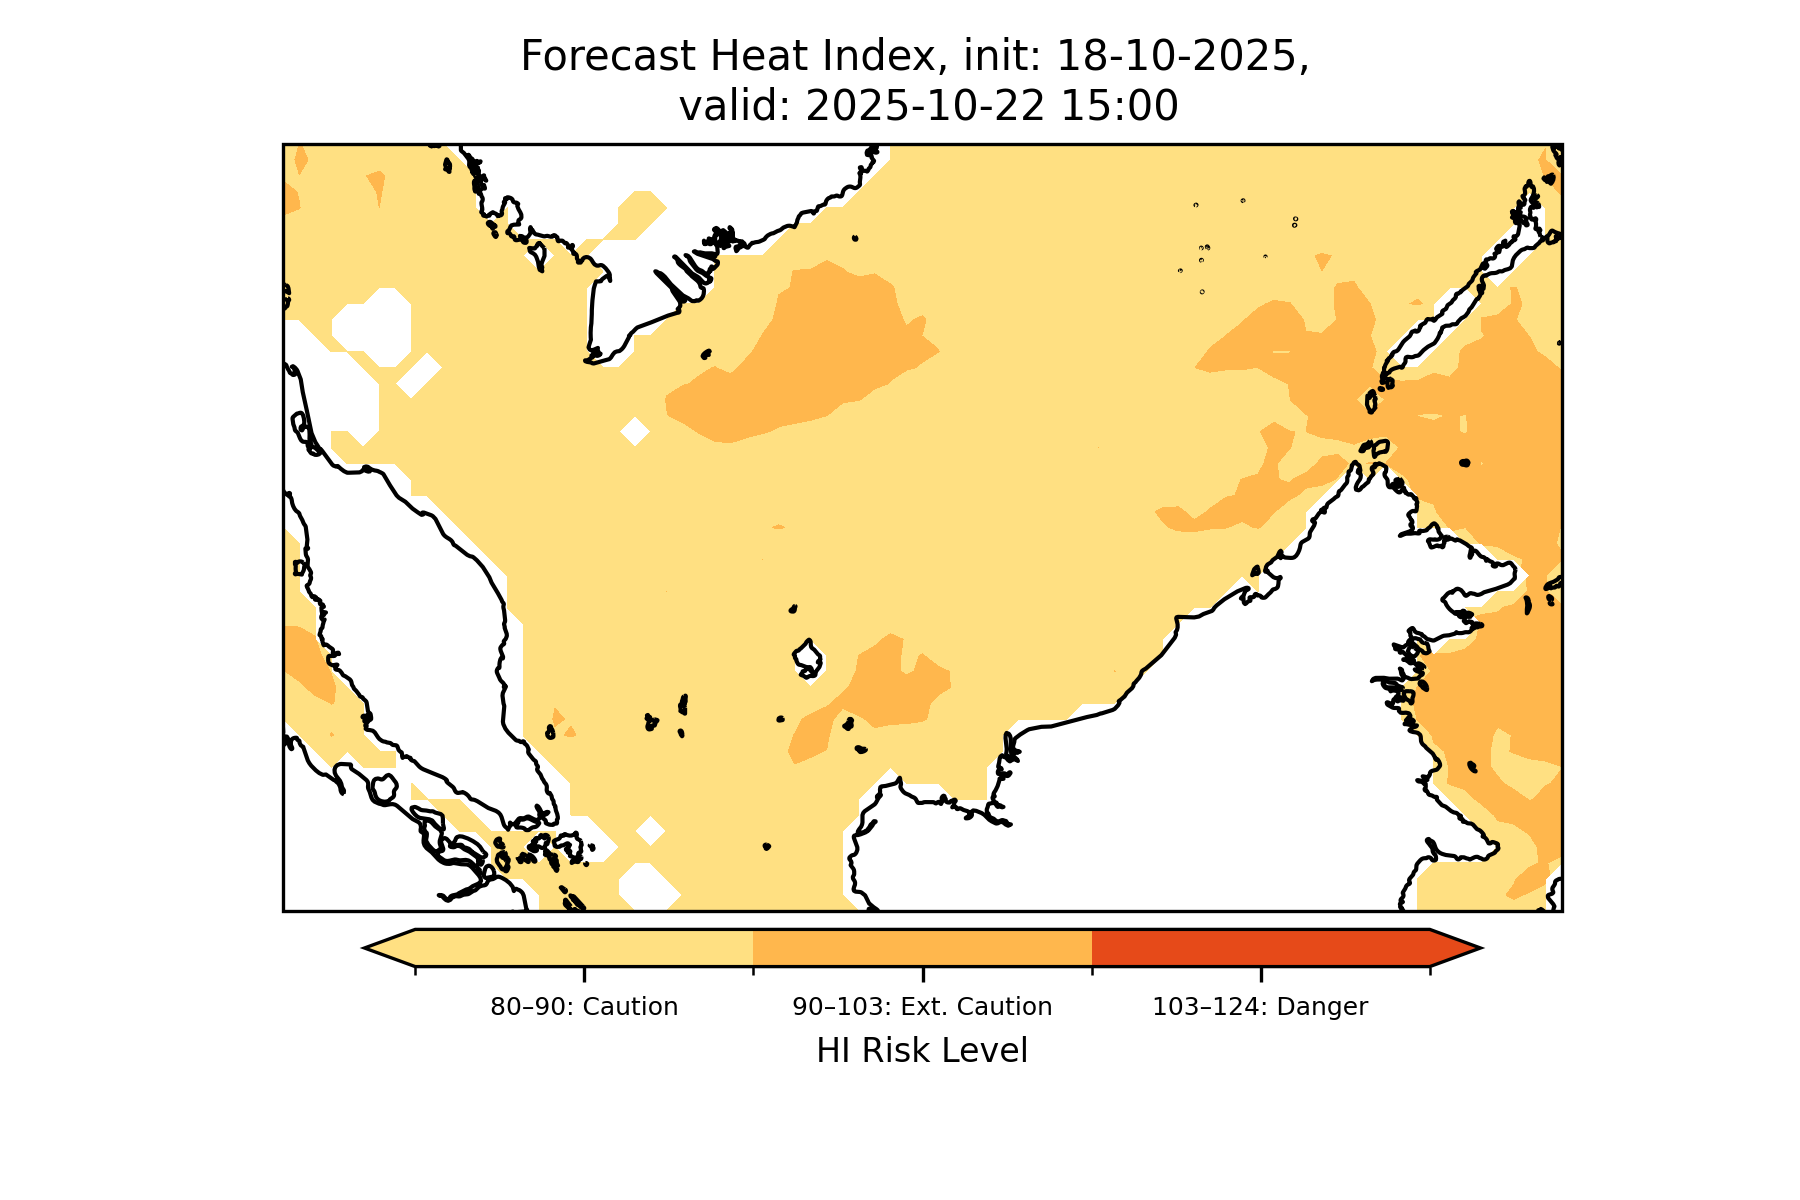 Forecast Heat Index, init: 18-10-2025,
valid: 2025-10-22 15:00
80–90: Caution
90–103: Ext. Caution
103–124: Danger
HI Risk Level